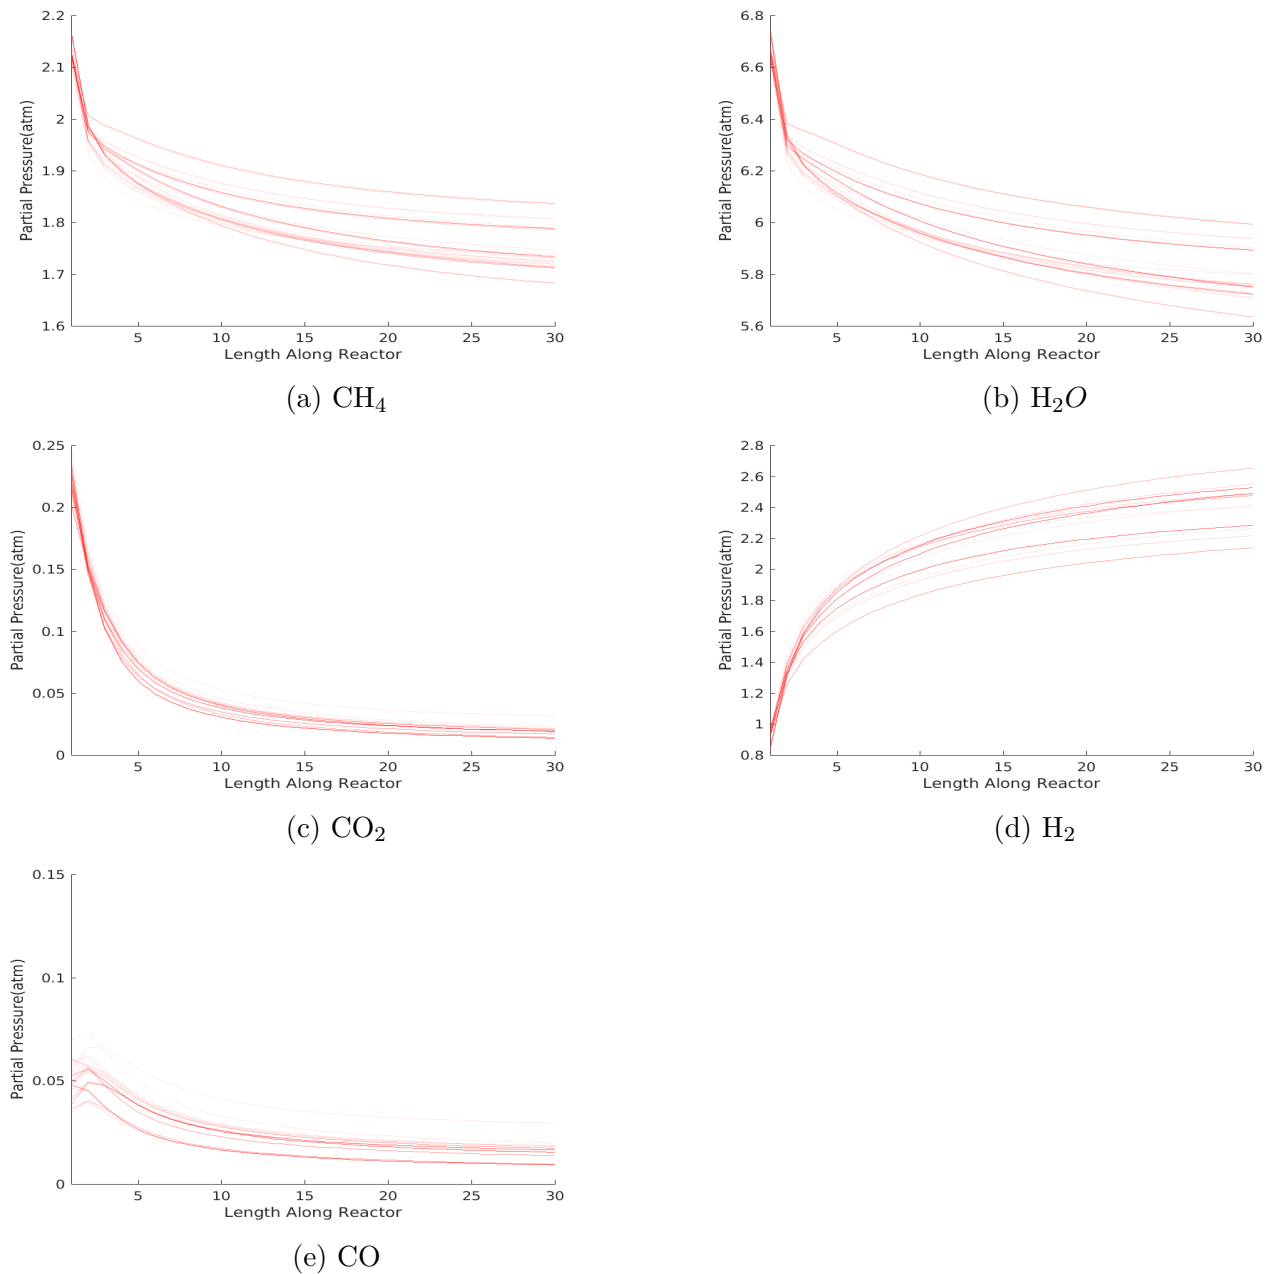 2.2
2.1
2
1.9
1.8
1.7
1.6
Partial Pressure(atm)
5 10 15 20 25 30
Length Along Reactor
(a) CH₄
6.8
6.6
6.4
6.2
6
5.8
5.6
Partial Pressure(atm)
5 10 15 20 25 30
Length Along Reactor
(b) H₂O
0.25
0.2
0.15
0.1
0.05
0
Partial Pressure(atm)
5 10 15 20 25 30
Length Along Reactor
(c) CO₂
2.8
2.6
2.4
2.2
2
1.8
1.6
1.4
1.2
1
0.8
Partial Pressure(atm)
5 10 15 20 25 30
Length Along Reactor
(d) H₂
0.15
0.1
0.05
0
Partial Pressure(atm)
5 10 15 20 25 30
Length Along Reactor
(e) CO